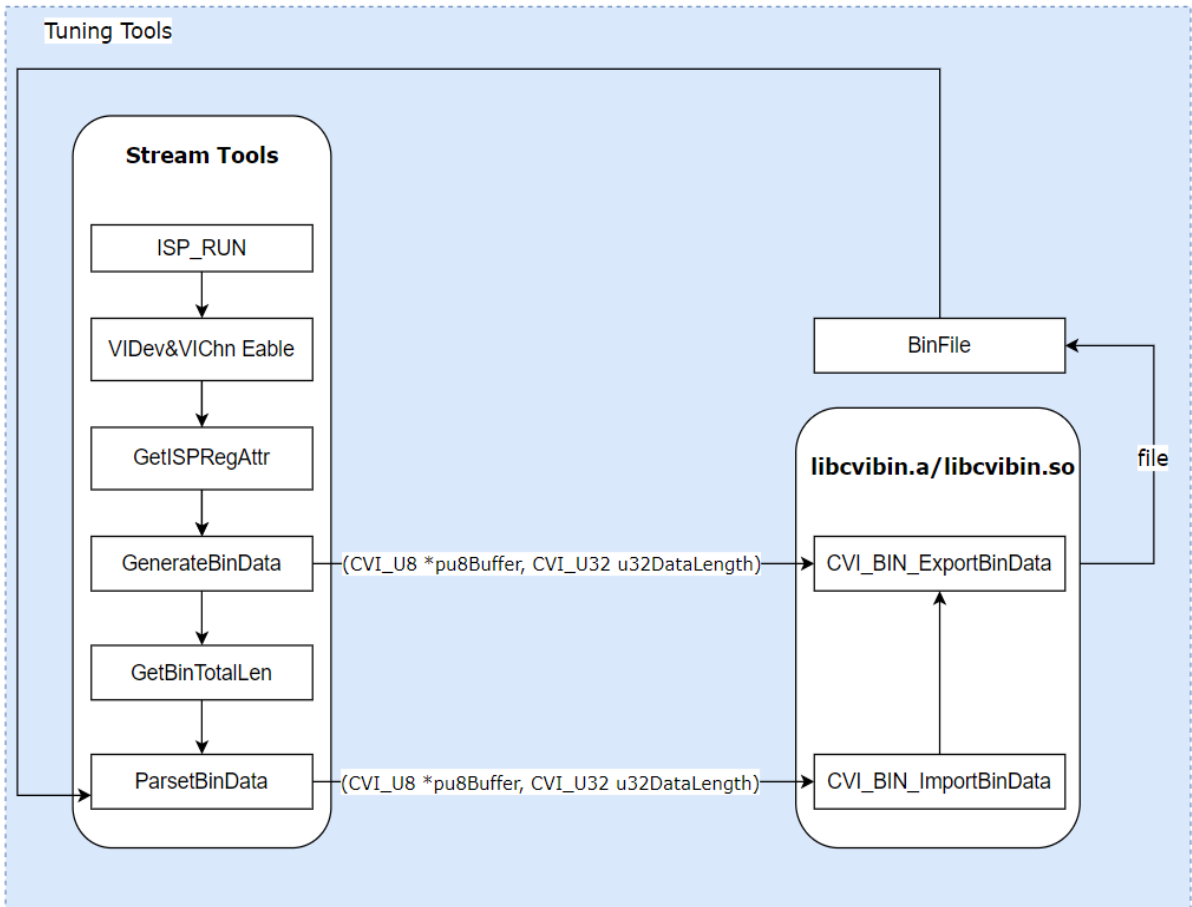 Tuning Tools
Stream Tools
ISP_RUN
VIDev&VIChn Eable
BinFile
GetISPRegAttr
libcvibin.a/libcvibin.so
file
GenerateBinData
(CVI_U8 *pu8Buffer, CVI_U32 u32DataLength)
CVI_BIN_ExportBinData
GetBinTotalLen
ParsetBinData
(CVI_U8 *pu8Buffer, CVI_U32 u32DataLength)
CVI_BIN_ImportBinData